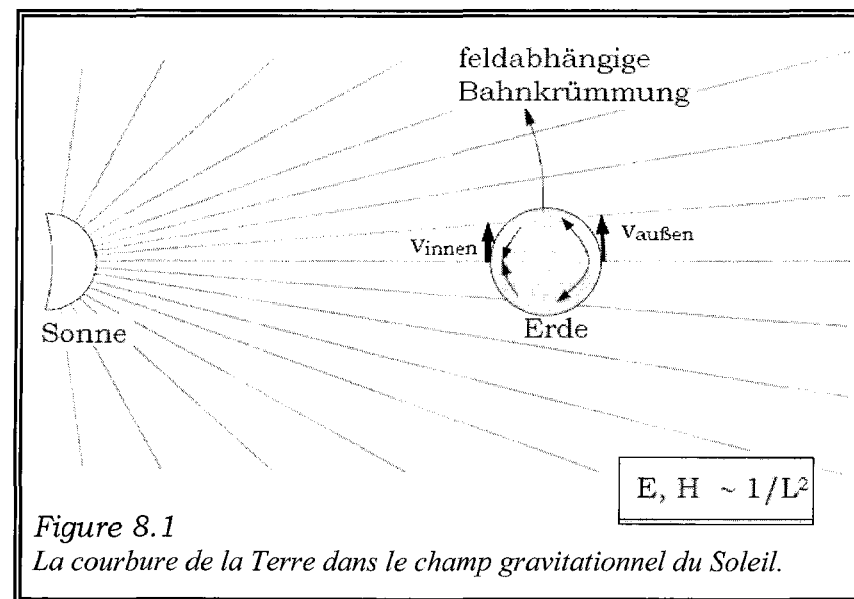 feldabhängige
Bahnkrümmung
vinnen
vaußen
Sonne
Erde
E, H ~ 1/L²
Figure 8.1
La courbure de la Terre dans le champ gravitationnel du Soleil.